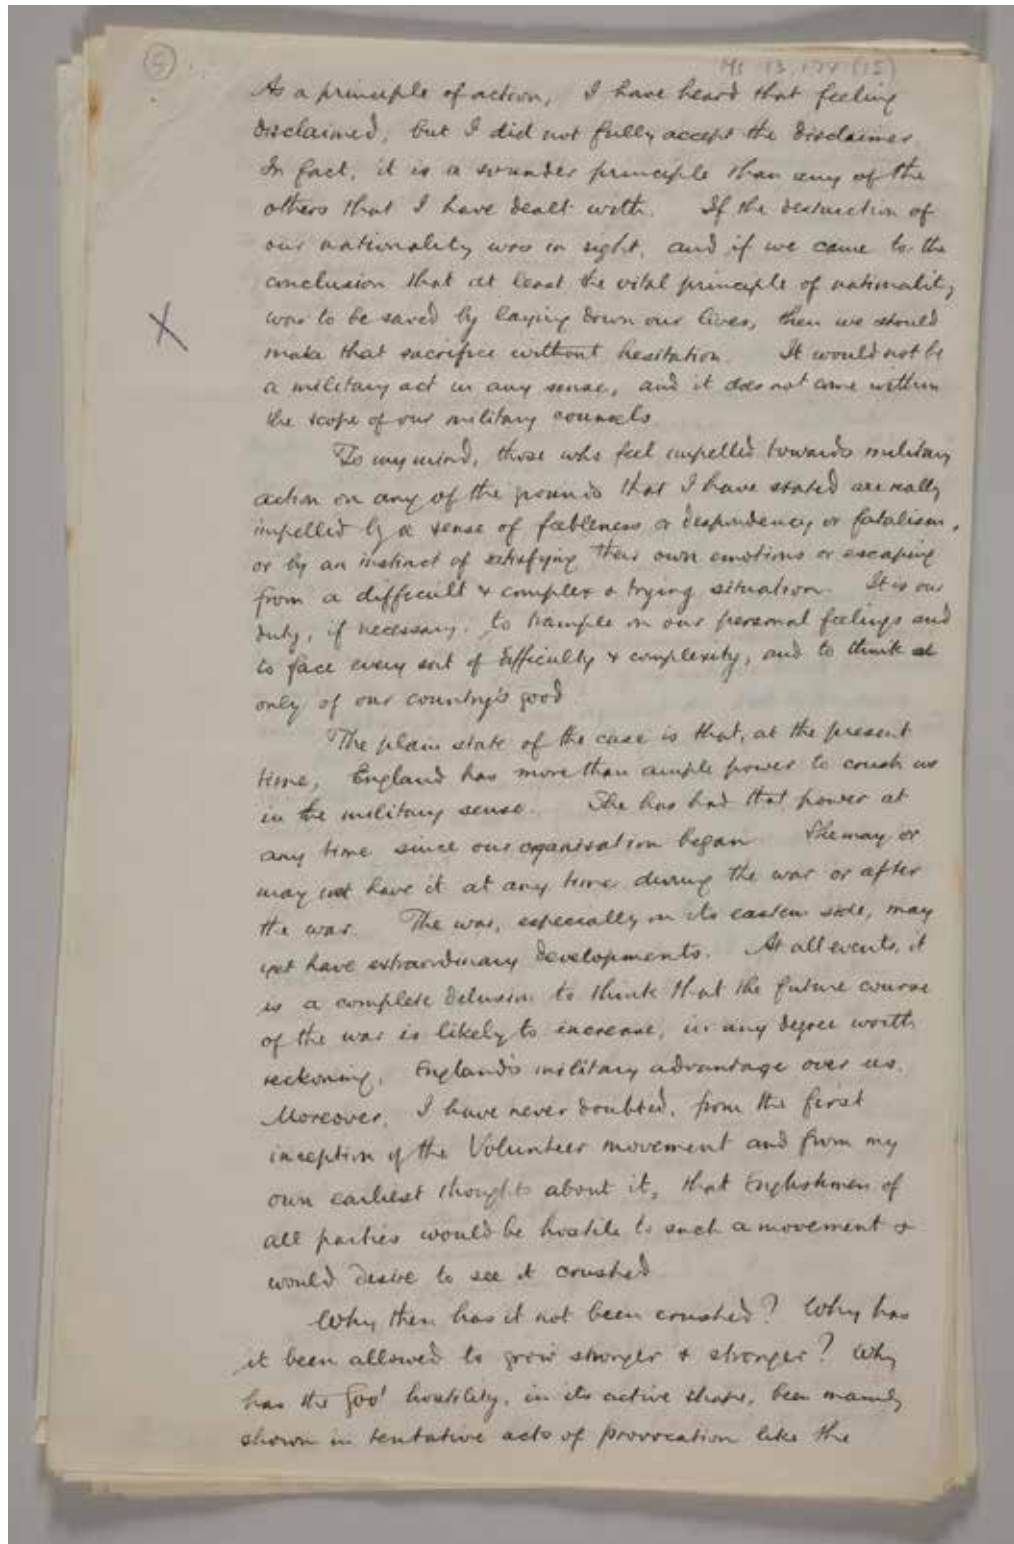 5
MS 13,174 (15)
As a principle of action, I have heard that feeling
disclaimed, but I did not fully accept the disclaimer.
In fact, it is a sounder principle than any of the
others that I have dealt with. If the destruction of
our nationality was in sight, and if we came to the
conclusion that at least the vital principle of nationality
was to be saved by laying down our lives, then we should
make that sacrifice without hesitation. It would not be
a military act in any sense, and it does not come within
the scope of our military counsels.
To my mind, those who feel impelled towards military
action on any of the grounds that I have stated are really
impelled by a sense of feebleness or despondency or fatalism,
or by an instinct of satisfying their own emotions or escaping
from a difficult & complex & trying situation. It is our
duty, if necessary, to trample on our personal feelings and
to face every sort of difficulty & complexity, and to think
only of our country's good.
The plain state of the case is that, at the present
time, England has more than ample power to crush us
in the military sense. She has had that power at
any time since our organisation began. She may or
may not have it at any time during the war or after
the war. The war, especially on its eastern side, may
yet have extraordinary developments. At all events, it
is a complete delusion to think that the future course
of the war is likely to increase, in any degree worth
reckoning, England's military advantage over us.
Moreover, I have never doubted, from the first
inception of the Volunteer movement and from my
own earliest thoughts about it, that Englishmen of
all parties would be hostile to such a movement &
would desire to see it crushed.
Why then has it not been crushed? Why has
it been allowed to grow stronger & stronger? Why
has the Govt hostility, in its active shape, been mainly
shown in tentative acts of provocation like the